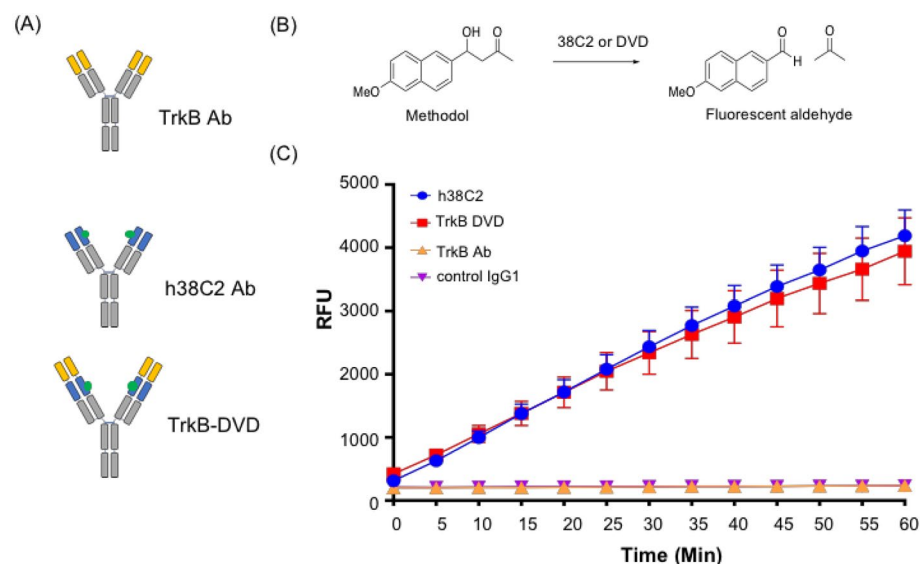 (A)
TrkB Ab
h38C2 Ab
TrkB-DVD
(B)
OH
O
MeO
Methodol
38C2 or DVD
O
H
O
MeO
Fluorescent aldehyde
(C)
5000
4000
3000
2000
1000
0
RFU
h38C2
TrkB DVD
TrkB Ab
control IgG1
0 5 10 15 20 25 30 35 40 45 50 55 60
Time (Min)